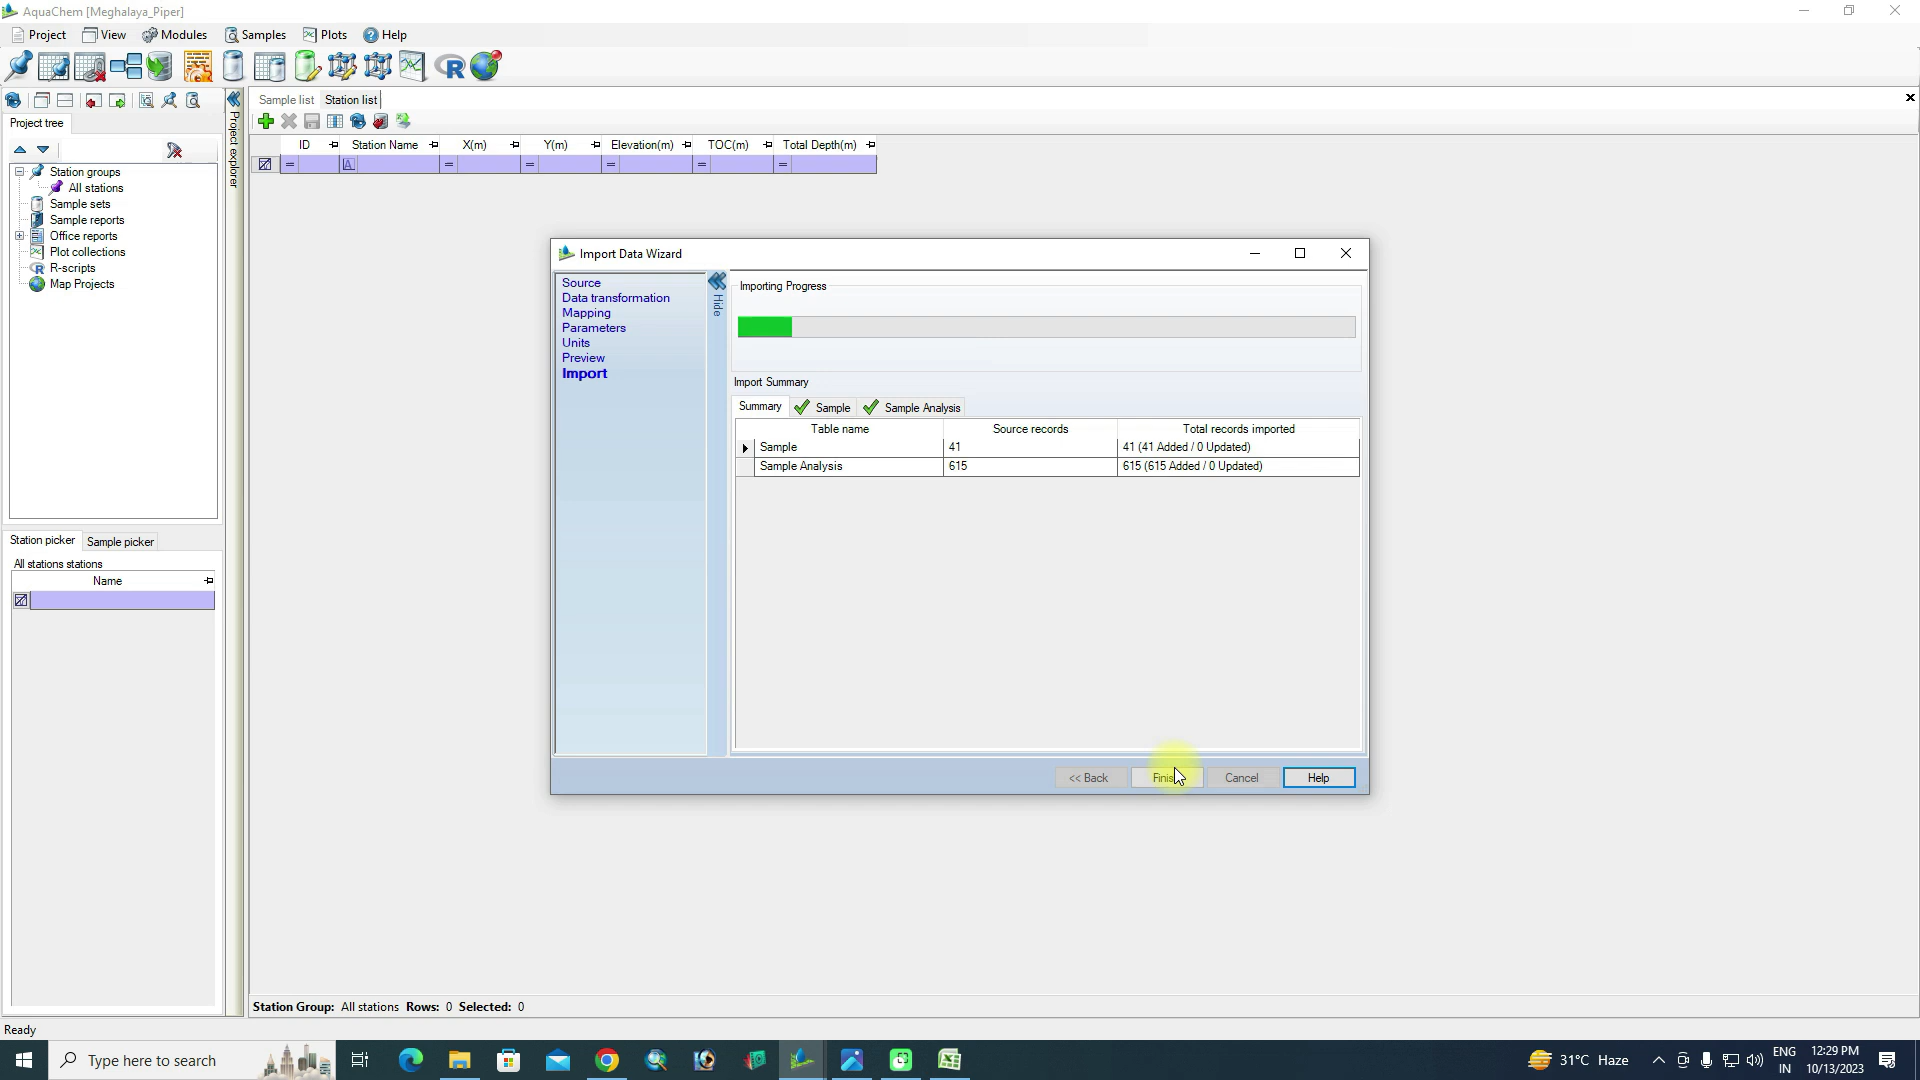 AquaChem [Meghalaya_Piper]
Project View Modules Samples Plots Help
Sample list Station list
Project tree
ID Station Name X(m) Y(m) Elevation(m) TOC(m) Total Depth(m)
= A = = = = =
Project explorer
Station groups
All stations
Sample sets
Sample reports
Office reports
Plot collections
R-scripts
Map Projects
Import Data Wizard
Source
Data transformation
Mapping
Parameters
Units
Preview
Import
Hide
Importing Progress
Import Summary
Summary Sample Sample Analysis
Table name Source records Total records imported
Sample 41 41 (41 Added / 0 Updated)
Sample Analysis 615 615 (615 Added / 0 Updated)
<< Back Cancel Help
Station picker Sample picker
All stations stations
Name
Station Group: All stations Rows: 0 Selected: 0
Ready
Type here to search
31°C Haze
ENG
IN
12:29 PM
10/13/2023